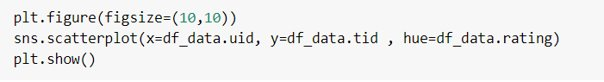 plt.figure(figsize=(10,10))
sns.scatterplot(x=df_data.uid, y=df_data.tid , hue=df_data.rating)
plt.show()